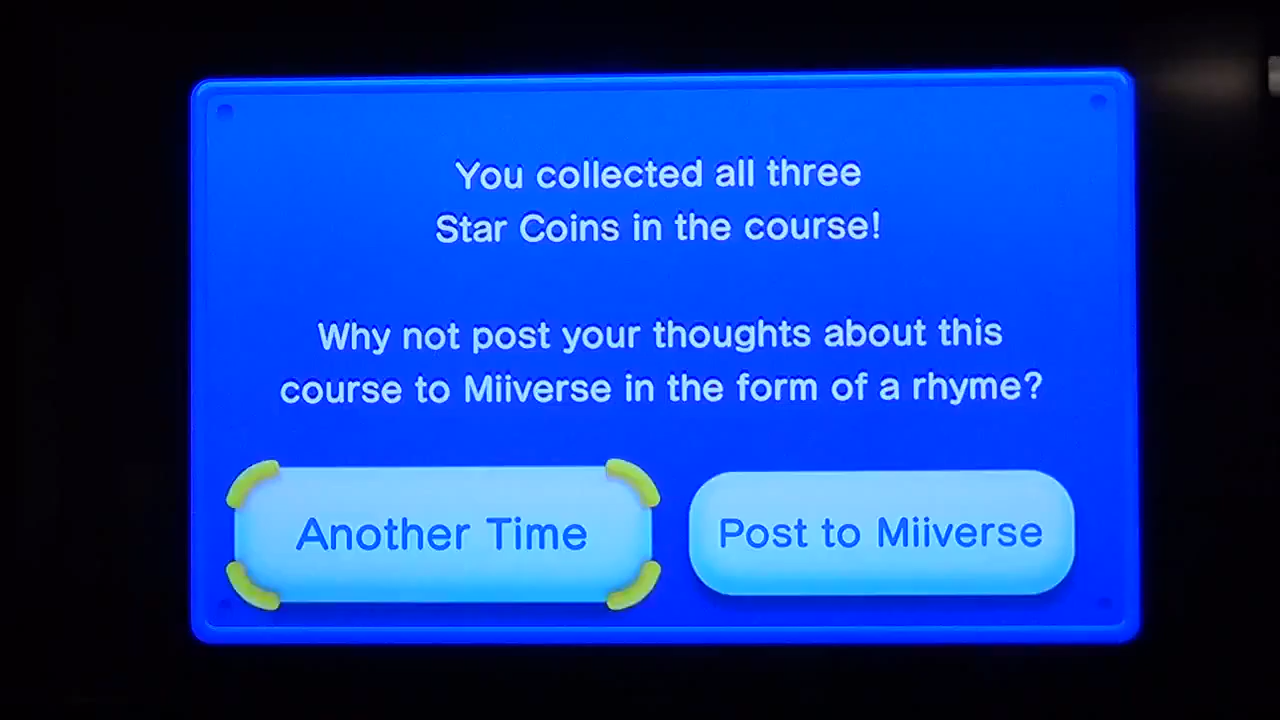 You collected all three
Star Coins in the course!
Why not post your thoughts about this
course to Miiverse in the form of a rhyme?
Another Time
Post to Miiverse